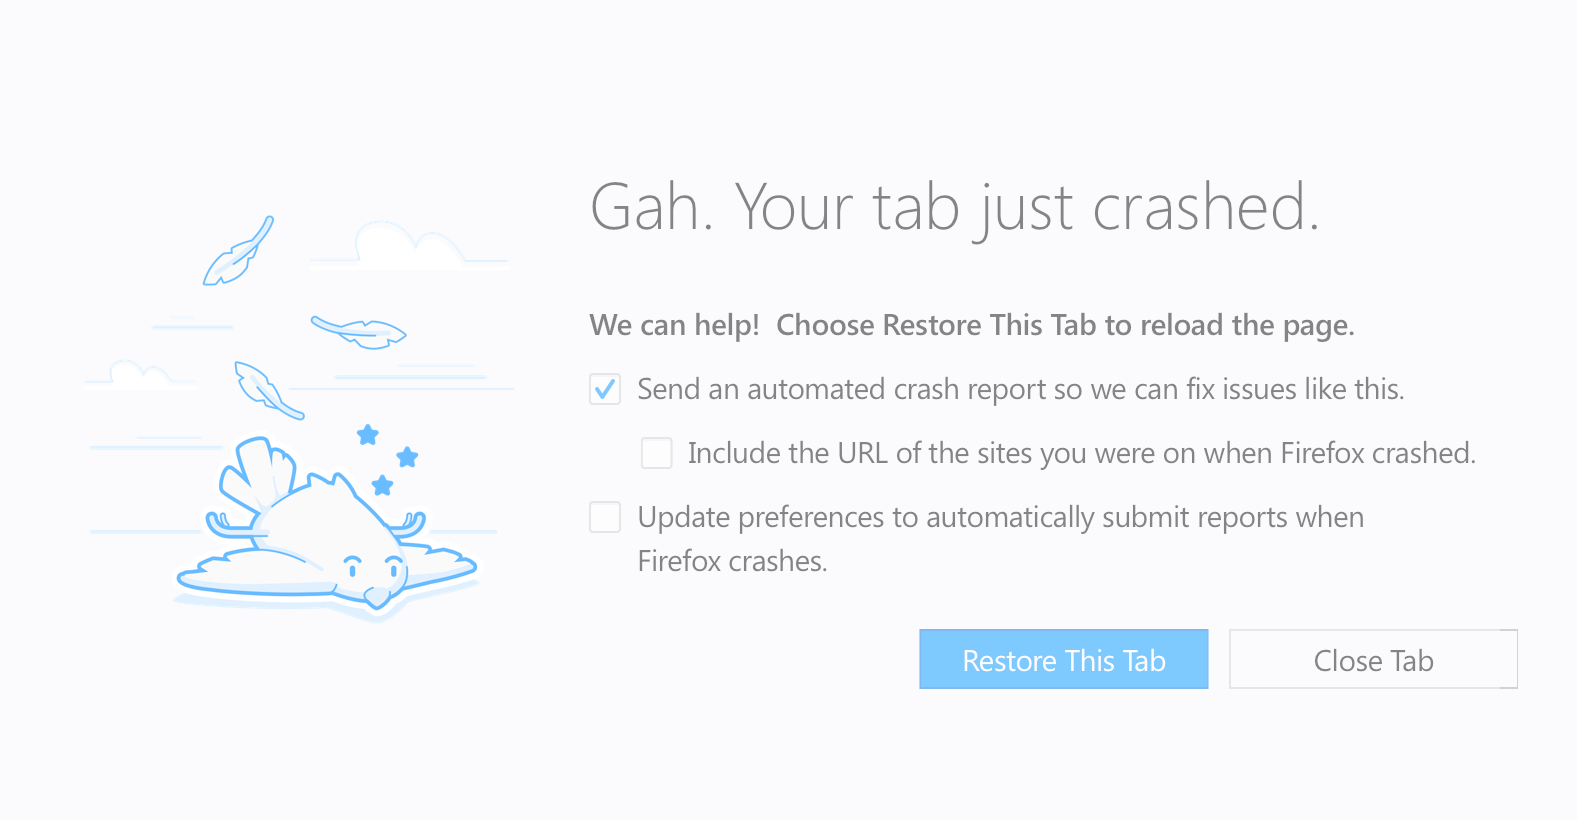 Gah. Your tab just crashed.
We can help!  Choose Restore This Tab to reload the page.
Send an automated crash report so we can fix issues like this.
Include the URL of the sites you were on when Firefox crashed.
Update preferences to automatically submit reports when
Firefox crashes.
Restore This Tab
Close Tab